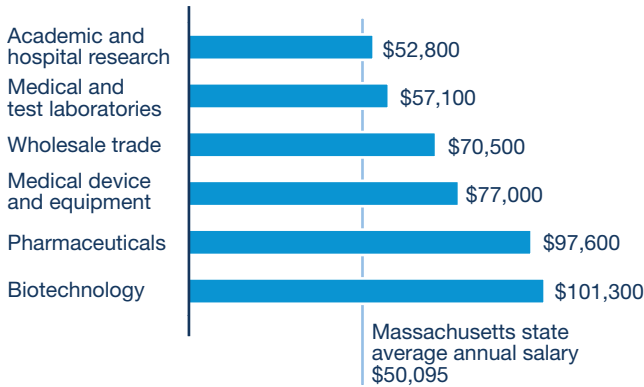 Academic and
hospital research
$52,800
Medical and
test laboratories
$57,100
Wholesale trade
$70,500
Medical device
and equipment
$77,000
Pharmaceuticals
$97,600
Biotechnology
$101,300
Massachusetts state
average annual salary
$50,095